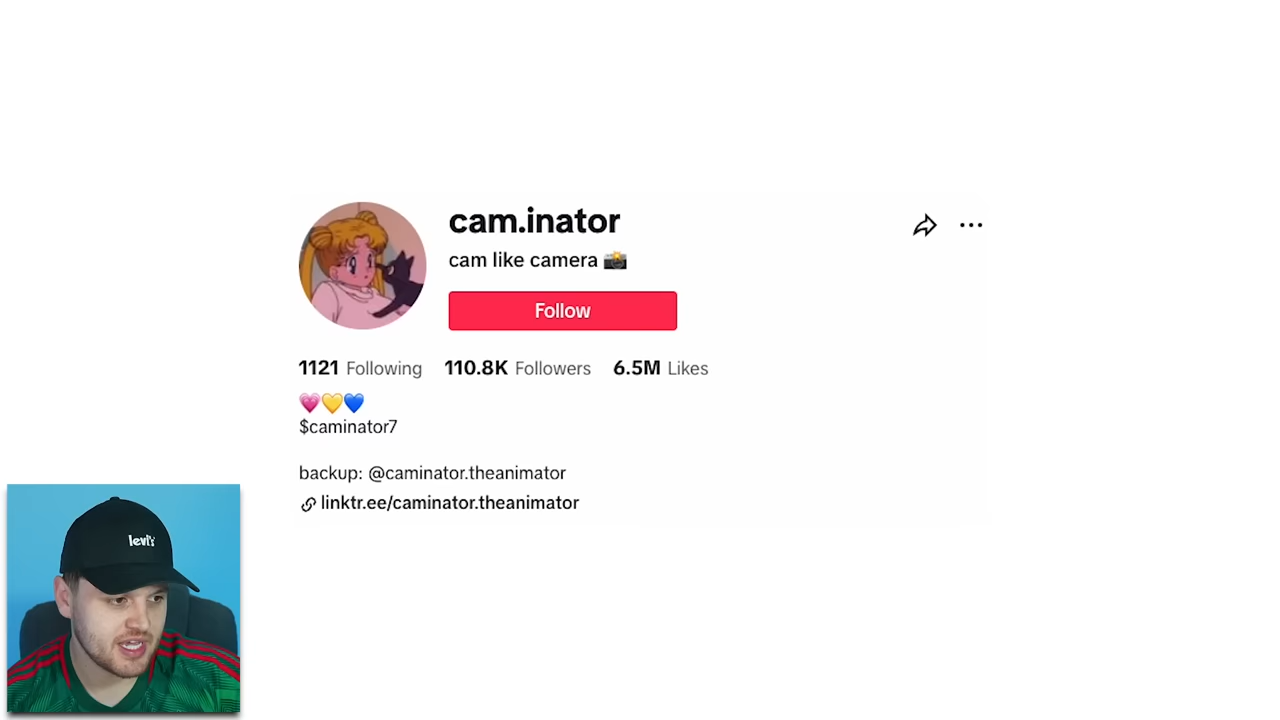 cam.inator
cam like camera 📸
Follow
1121 Following 110.8K Followers 6.5M Likes
💗💛💙
$caminator7
backup: @caminator.theanimator
linktr.ee/caminator.theanimator
levi's